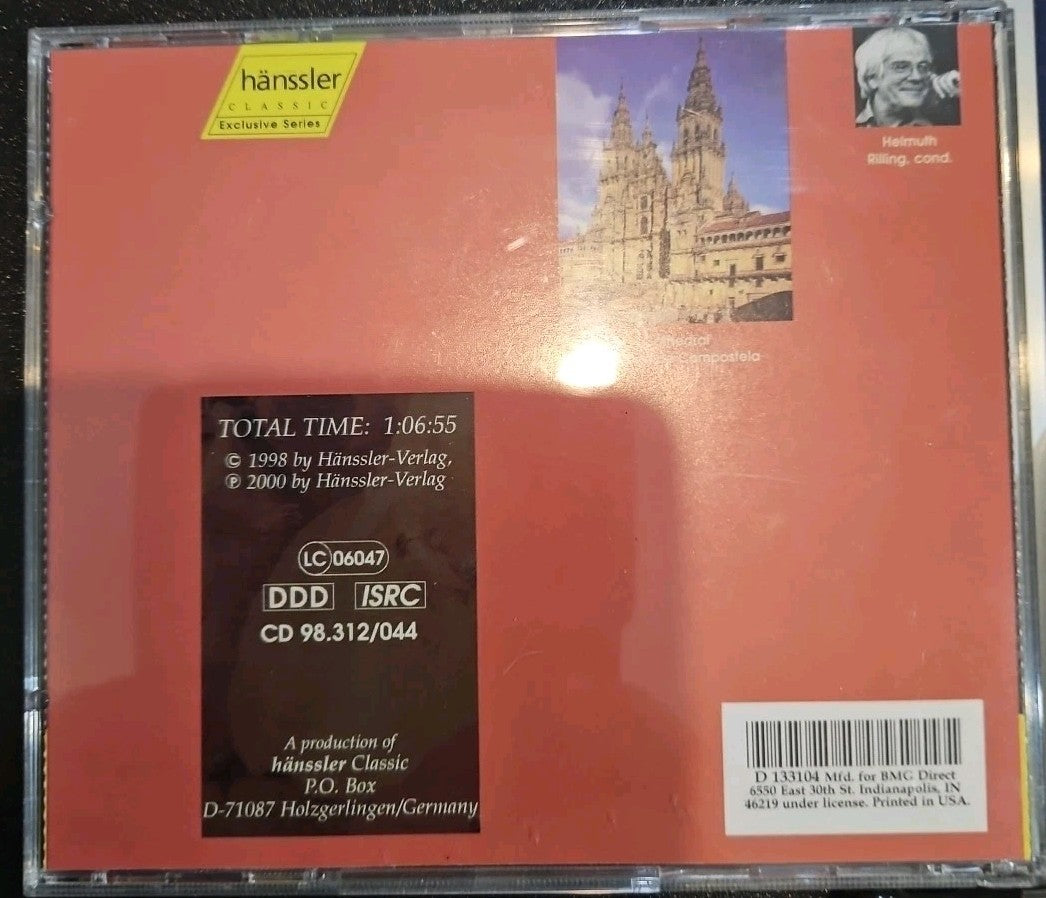 hänssler
CLASSIC
Exclusive Series
Helmuth
Rilling, cond.
Compostela
TOTAL TIME: 1:06:55
© 1998 by Hänssler-Verlag,
℗ 2000 by Hänssler-Verlag
LC 06047
DDD ISRC
CD 98.312/044
A production of
hänssler Classic
P.O. Box
D-71087 Holzgerlingen/Germany
D 133104 Mfd. for BMG Direct
6550 East 30th St. Indianapolis, IN
46219 under license. Printed in USA.